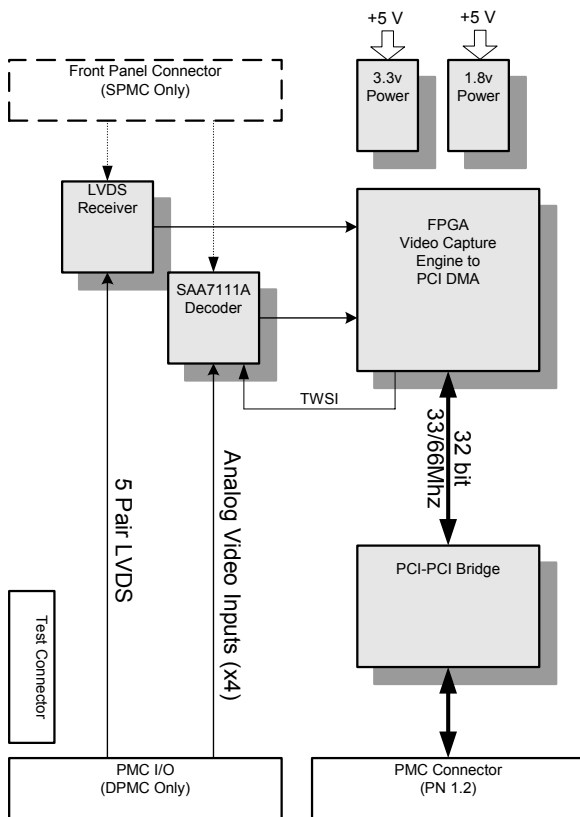 +5 V
+5 V
Front Panel Connector
(SPMC Only)
3.3v
Power
1.8v
Power
LVDS
Receiver
FPGA
Video Capture
Engine to
PCI DMA
SAA7111A
Decoder
TWSI
32 bit
33/66Mhz
5 Pair LVDS
Analog Video Inputs (x4)
PCI-PCI Bridge
Test Connector
PMC I/O
(DPMC Only)
PMC Connector
(PN 1.2)